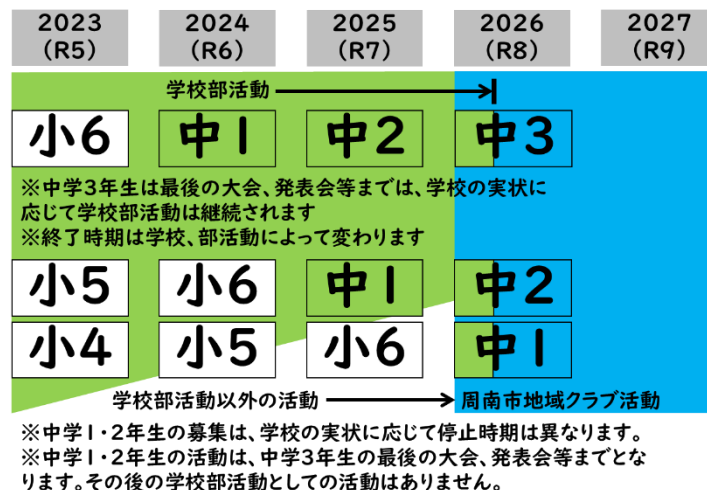 2023 2024 2025 2026 2027
(R5) (R6) (R7) (R8) (R9)
学校部活動
小6 中1 中2 中3
※中学3年生は最後の大会、発表会等までは、学校の実状に
応じて学校部活動は継続されます
※終了時期は学校、部活動によって変わります
小5 小6 中1 中2
小4 小5 小6 中1
学校部活動以外の活動 周南市地域クラブ活動
※中学1・2年生の募集は、学校の実状に応じて停止時期は異なります。
※中学1・2年生の活動は、中学3年生の最後の大会、発表会等までとな
ります。その後の学校部活動としての活動はありません。